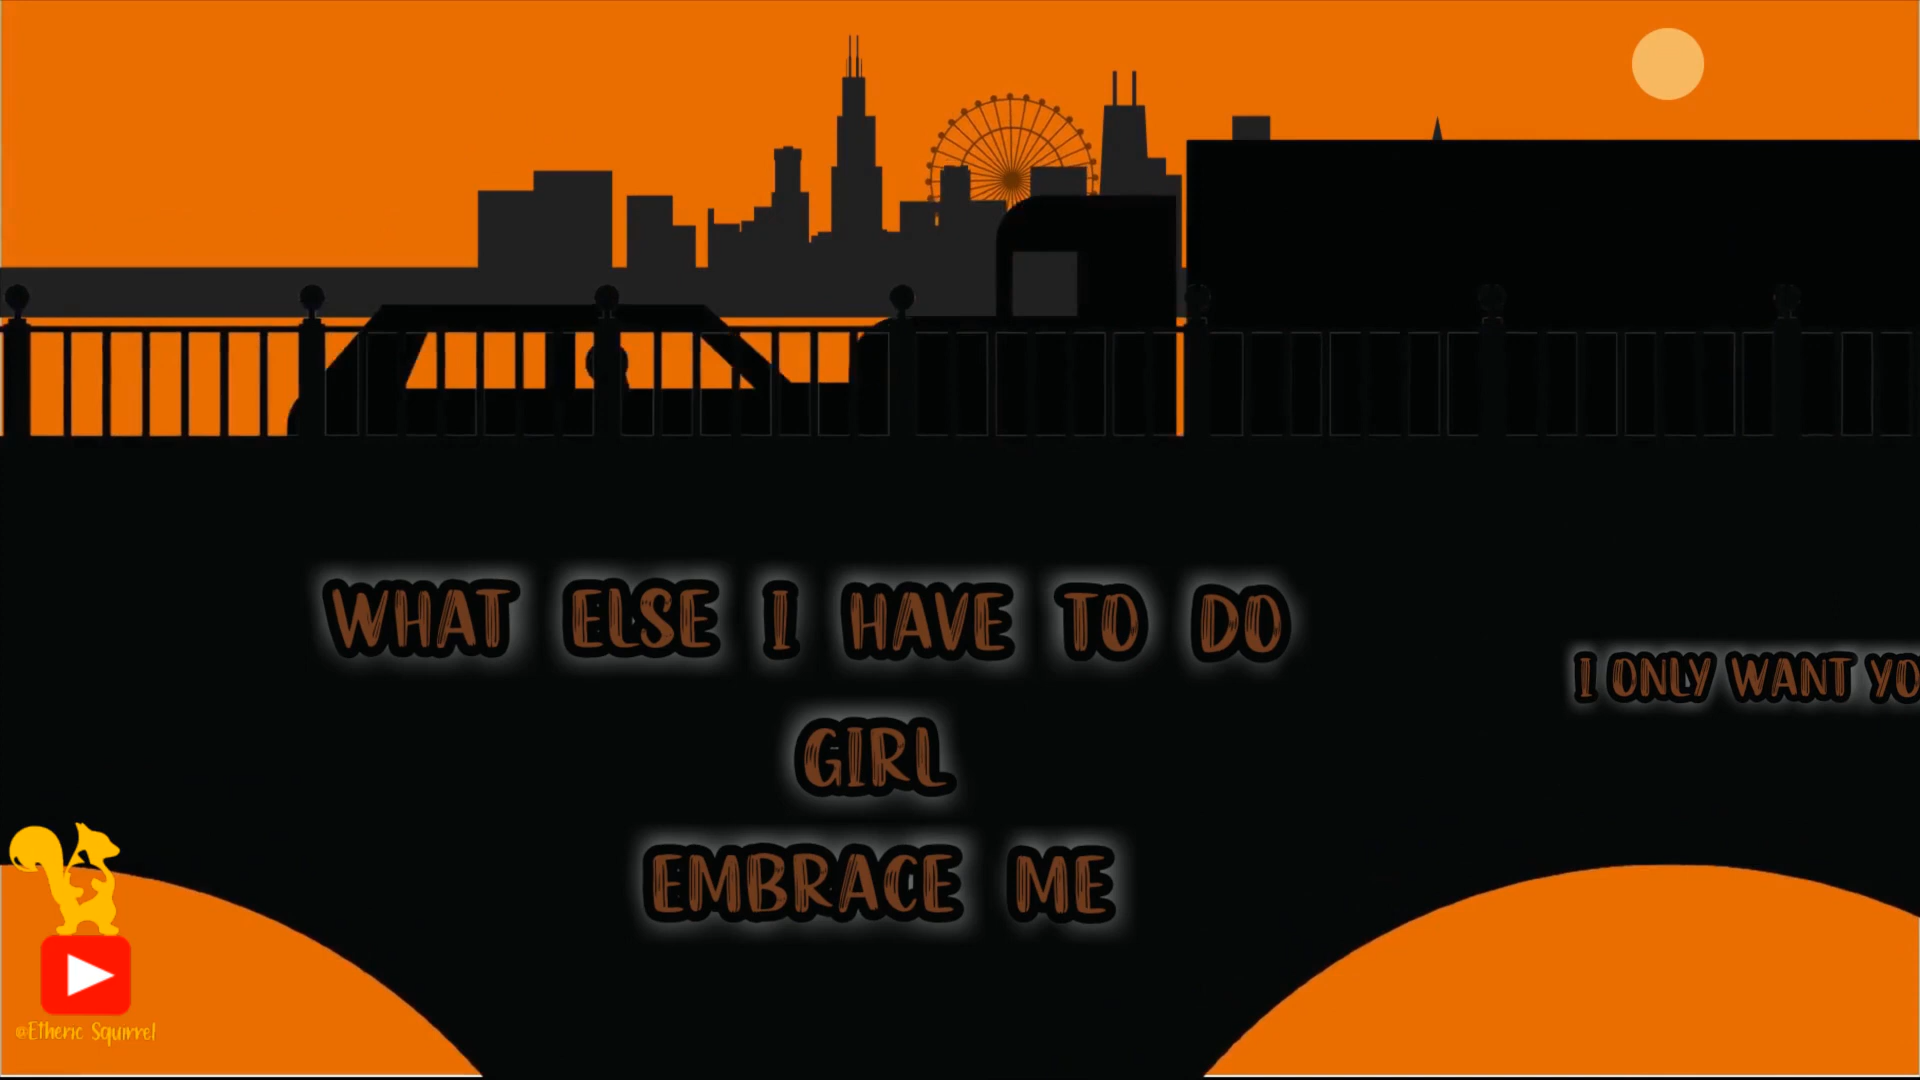 WHAT ELSE I HAVE TO DO
GIRL
EMBRACE ME
I ONLY WANT
@Etheric Squirrel